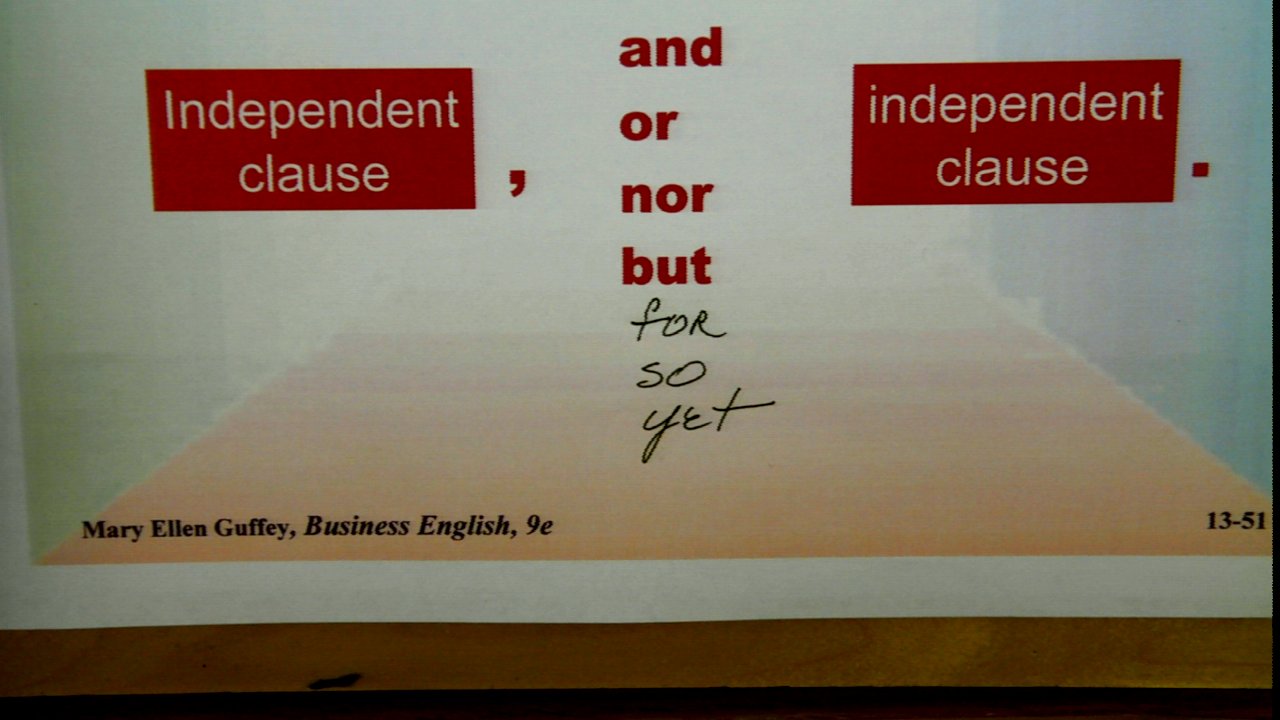 and
Independent
clause
,
or
nor
but
independent
clause
.
for
so
yet
Mary Ellen Guffey, Business English, 9e
13-51